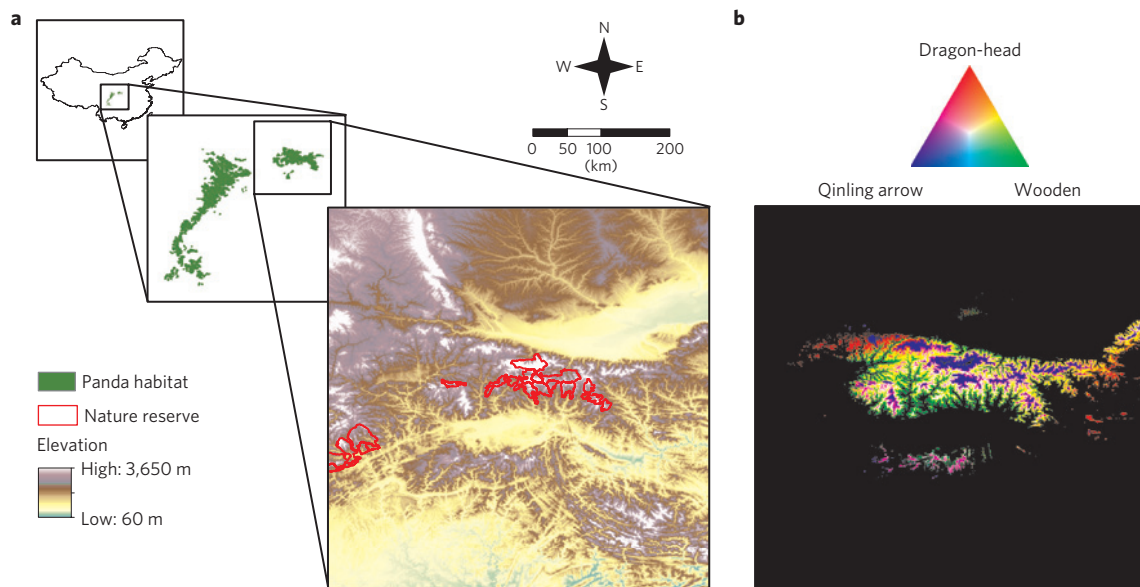 a
N
W
E
S
0 50 100 200
(km)
Panda habitat
Nature reserve
Elevation
High: 3,650 m
Low: 60 m
b
Dragon-head
Qinling arrow
Wooden